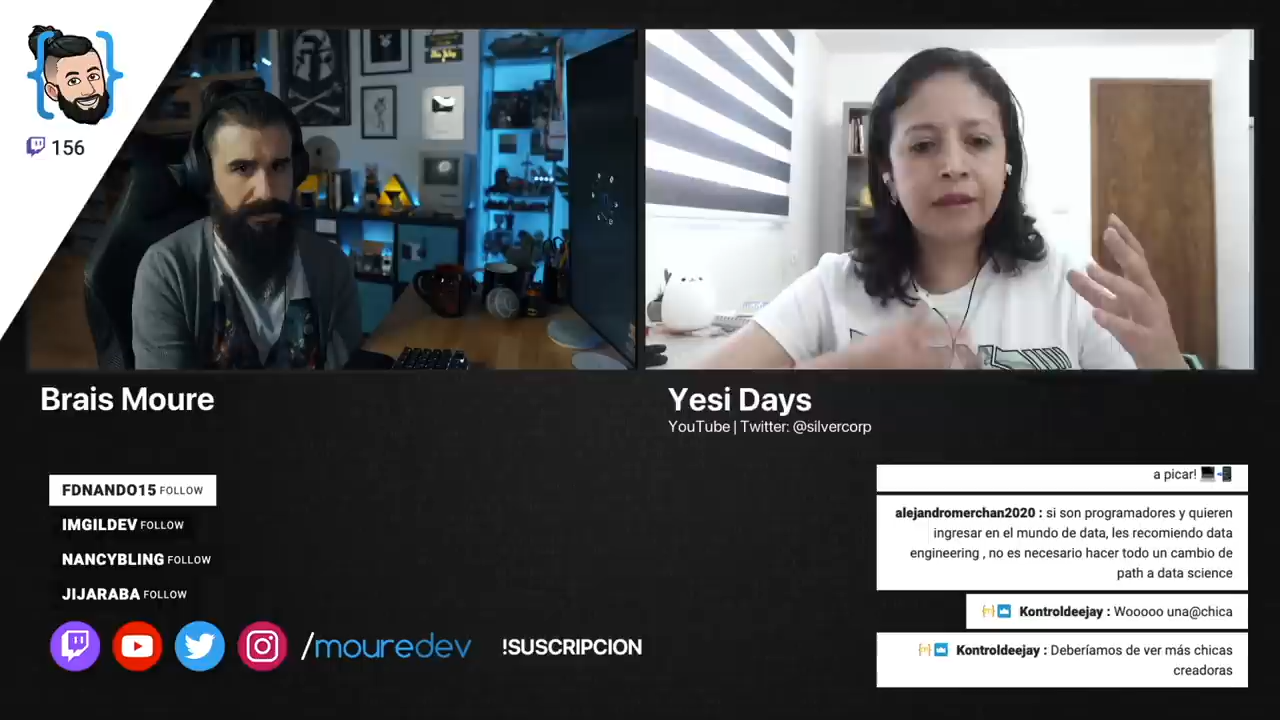 156
Brais Moure
Yesi Days
YouTube | Twitter: @silvercorp
FDNANDO15 FOLLOW
IMGILDEV FOLLOW
NANCYBLING FOLLOW
JIJARABA FOLLOW
/mouredev
!SUSCRIPCION
a picar!
alejandromerchan2020 : si son programadores y quieren
ingresar en el mundo de data, les recomiendo data
engineering , no es necesario hacer todo un cambio de
path a data science
Kontroldeejay : Wooooo una@chica
Kontroldeejay : Deberíamos de ver más chicas
creadoras